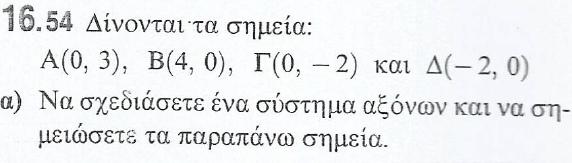 16.54 Δίνονται τα σημεία:
Α(0, 3), Β(4, 0), Γ(0, – 2) και Δ(– 2, 0)
α) Να σχεδιάσετε ένα σύστημα αξόνων και να ση-
μειώσετε τα παραπάνω σημεία.